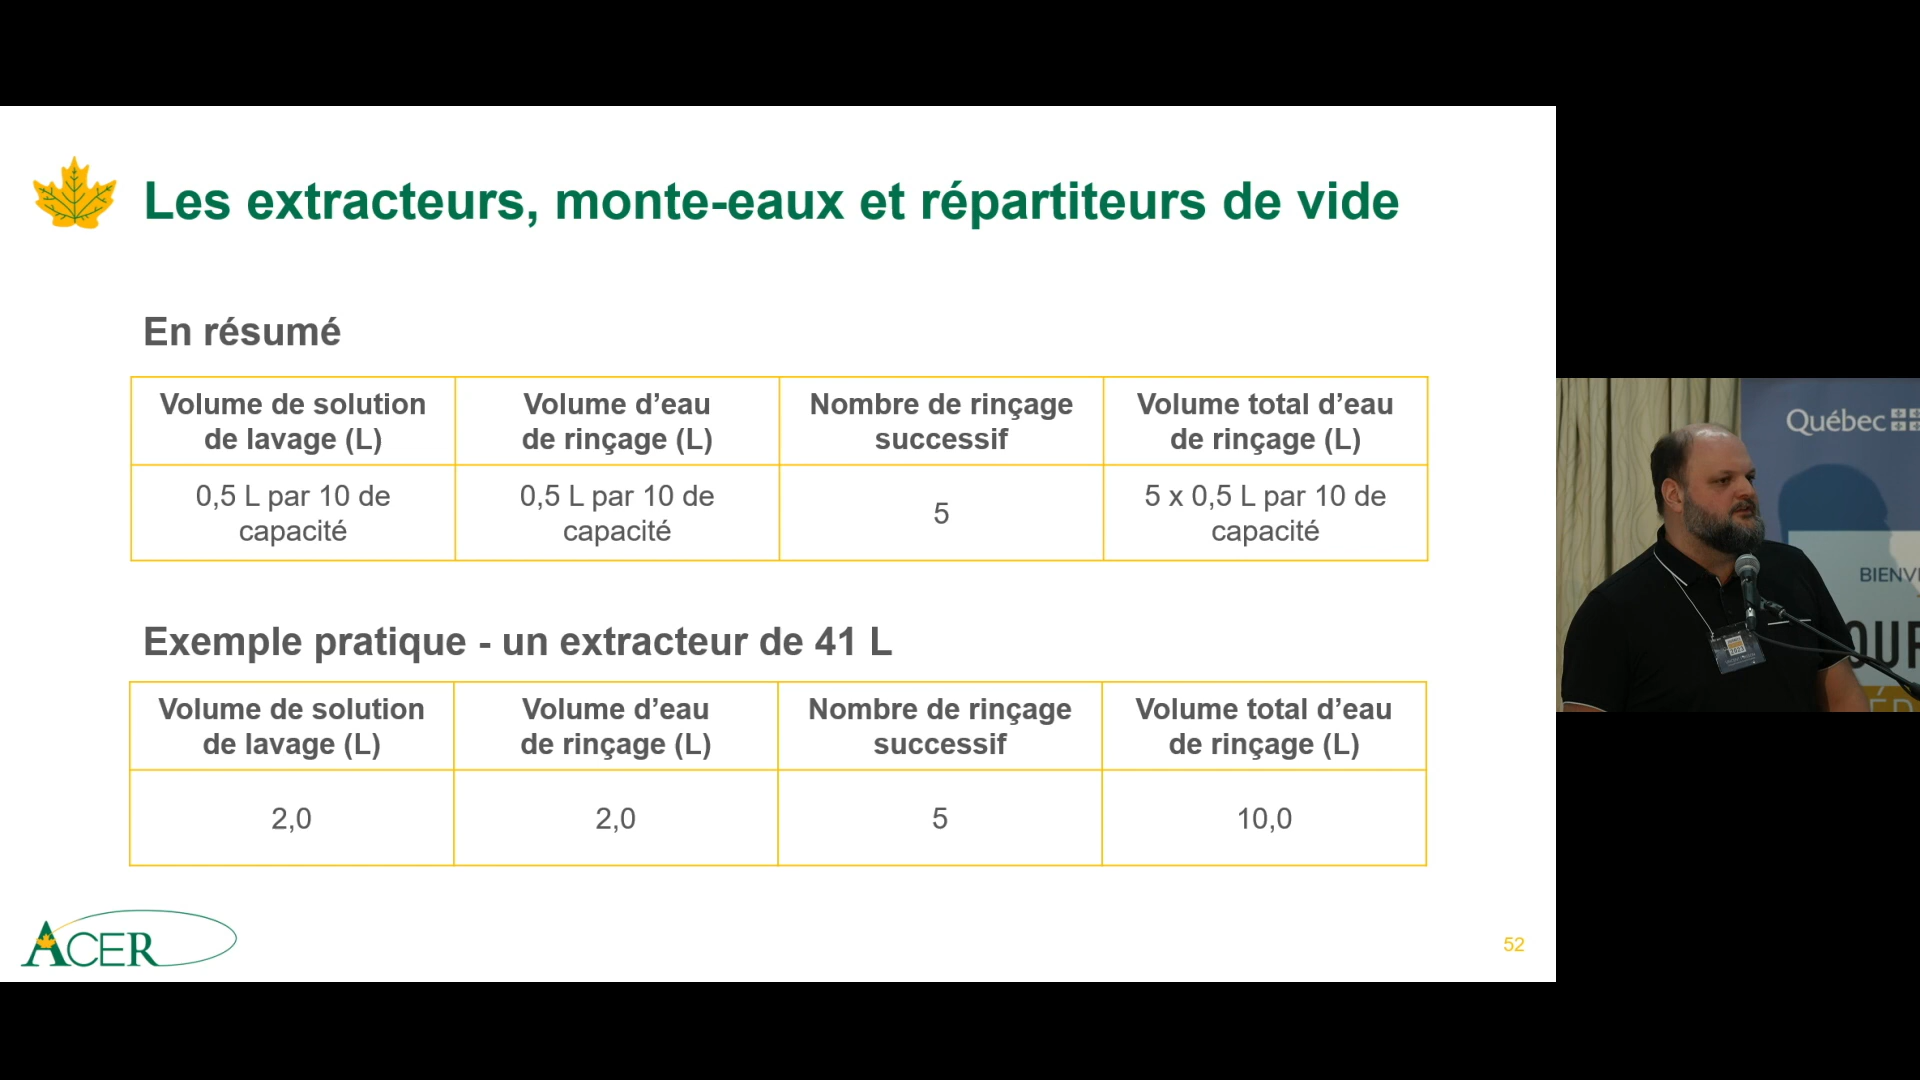 Les extracteurs, monte-eaux et répartiteurs de vide
En résumé
Volume de solution
de lavage (L)
Volume d’eau
de rinçage (L)
Nombre de rinçage
successif
Volume total d’eau
de rinçage (L)
0,5 L par 10 de
capacité
0,5 L par 10 de
capacité
5
5 x 0,5 L par 10 de
capacité
Exemple pratique - un extracteur de 41 L
Volume de solution
de lavage (L)
Volume d’eau
de rinçage (L)
Nombre de rinçage
successif
Volume total d’eau
de rinçage (L)
2,0
2,0
5
10,0
ACER
52
Québec
BIENV
OUR